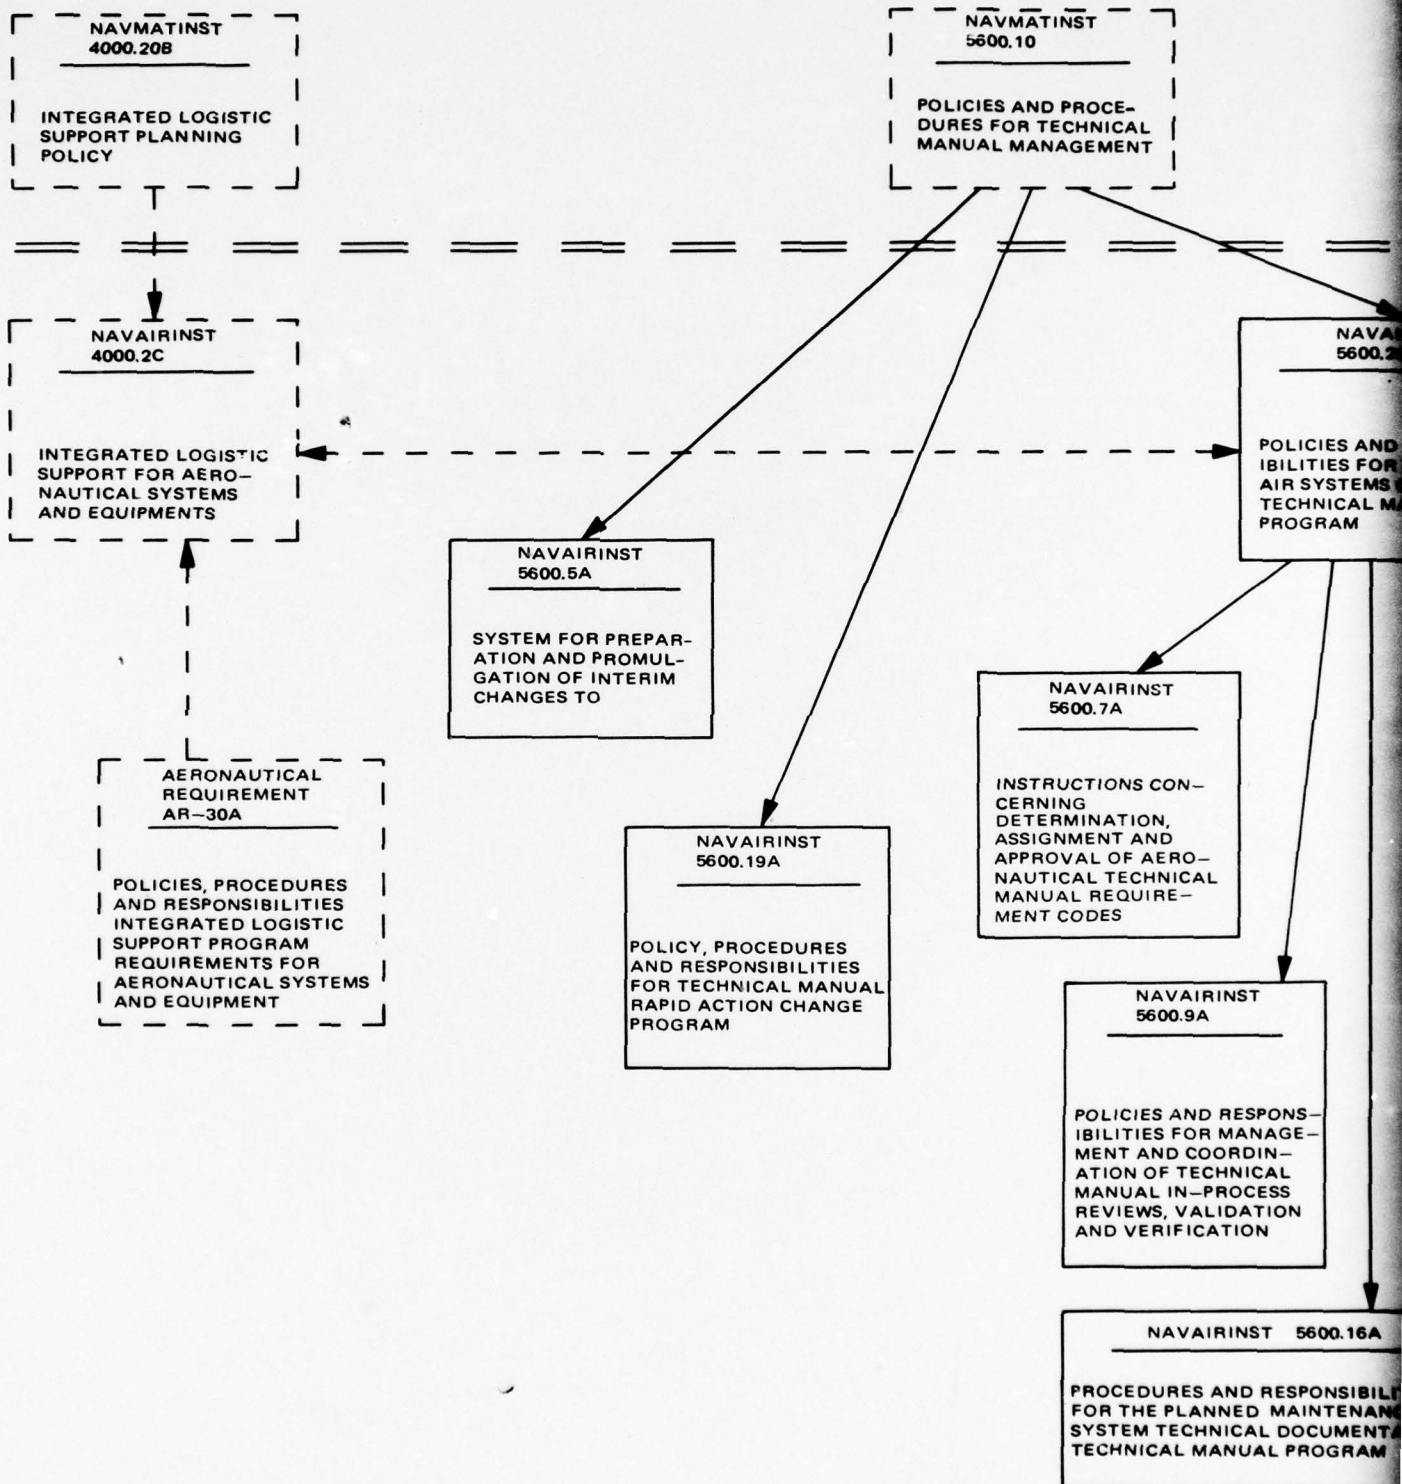 NAVMATINST
4000.20B
INTEGRATED LOGISTIC
SUPPORT PLANNING
POLICY
NAVMATINST
5600.10
POLICIES AND PROCE-
DURES FOR TECHNICAL
MANUAL MANAGEMENT
NAVAIRINST
4000.2C
INTEGRATED LOGISTIC
SUPPORT FOR AERO-
NAUTICAL SYSTEMS
AND EQUIPMENTS
POLICIES AND
IBILITIES FOR
AIR SYSTEMS
TECHNICAL
PROGRAM
NAVAIRINST
5600.5A
SYSTEM FOR PREPAR-
ATION AND PROMUL-
GATION OF INTERIM
CHANGES TO
NAVAIRINST
5600.7A
INSTRUCTIONS CON-
CERNING
DETERMINATION,
ASSIGNMENT AND
APPROVAL OF AERO-
NAUTICAL TECHNICAL
MANUAL REQUIRE-
MENT CODES
AERONAUTICAL
REQUIREMENT
AR-30A
POLICIES, PROCEDURES
AND RESPONSIBILITIES
INTEGRATED LOGISTIC
SUPPORT PROGRAM
REQUIREMENTS FOR
AERONAUTICAL SYSTEMS
AND EQUIPMENT
NAVAIRINST
5600.19A
POLICY, PROCEDURES
AND RESPONSIBILITIES
FOR TECHNICAL MANUAL
RAPID ACTION CHANGE
PROGRAM
NAVAIRINST
5600.9A
POLICIES AND RESPONS-
IBILITIES FOR MANAGE-
MENT AND COORDIN-
ATION OF TECHNICAL
MANUAL IN-PROCESS
REVIEWS, VALIDATION
AND VERIFICATION
NAVAIRINST 5600.16A
PROCEDURES AND
FOR THE PLANNED
SYSTEM TECHNICAL
TECHNICAL MANUAL PROGRAM